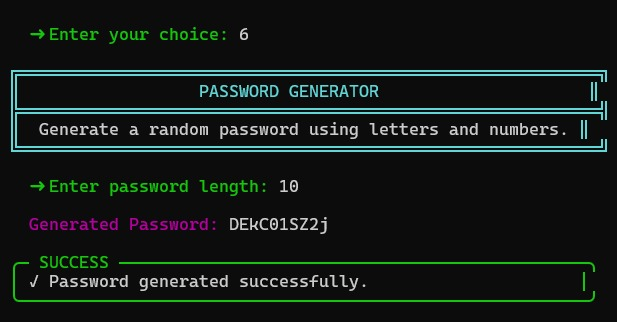 →Enter your choice: 6
PASSWORD GENERATOR
Generate a random password using letters and numbers.
→Enter password length: 10
Generated Password: DEkC01SZ2j
SUCCESS
√ Password generated successfully.